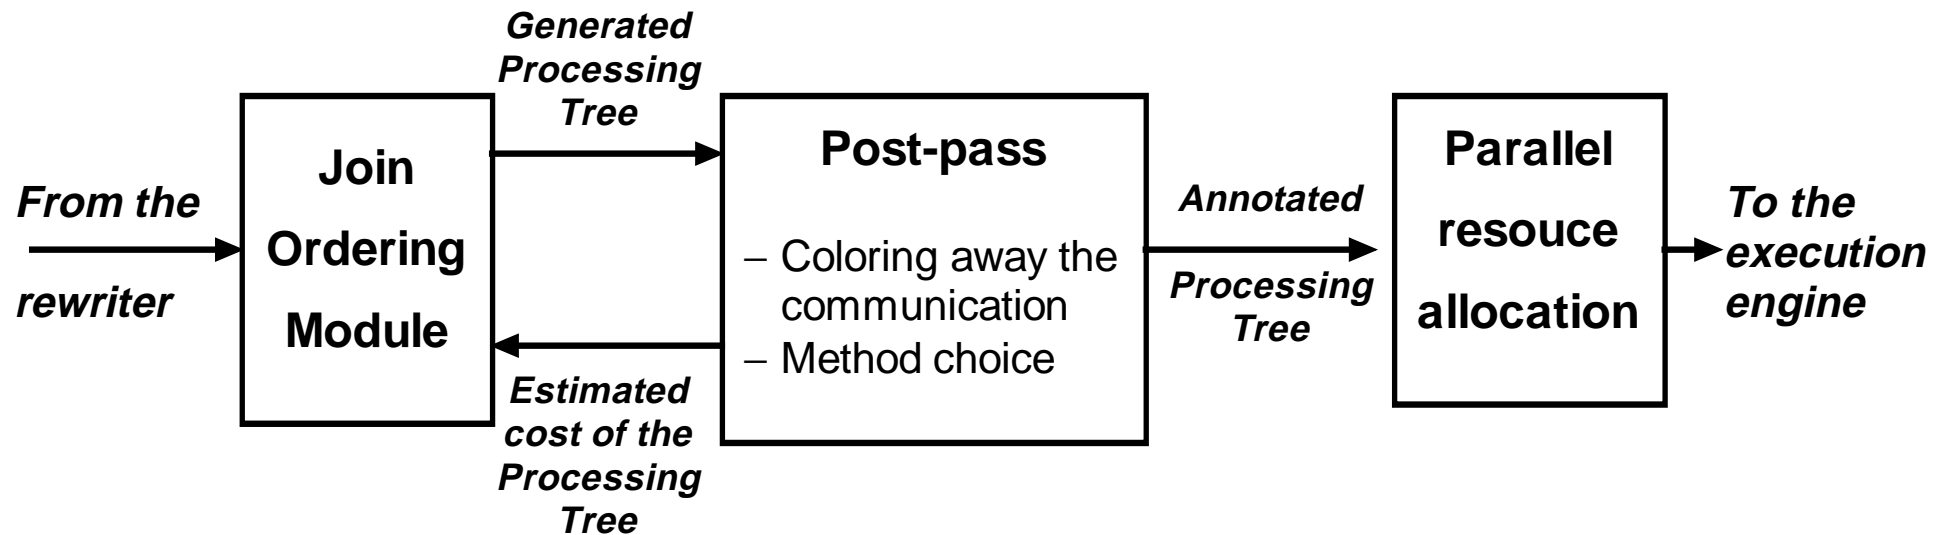 From the
rewriter
Join
Ordering
Module
Generated
Processing
Tree
Estimated
cost of the
Processing
Tree
Post-pass
– Coloring away the
communication
– Method choice
Annotated
Processing
Tree
Parallel
resouce
allocation
To the
execution
engine